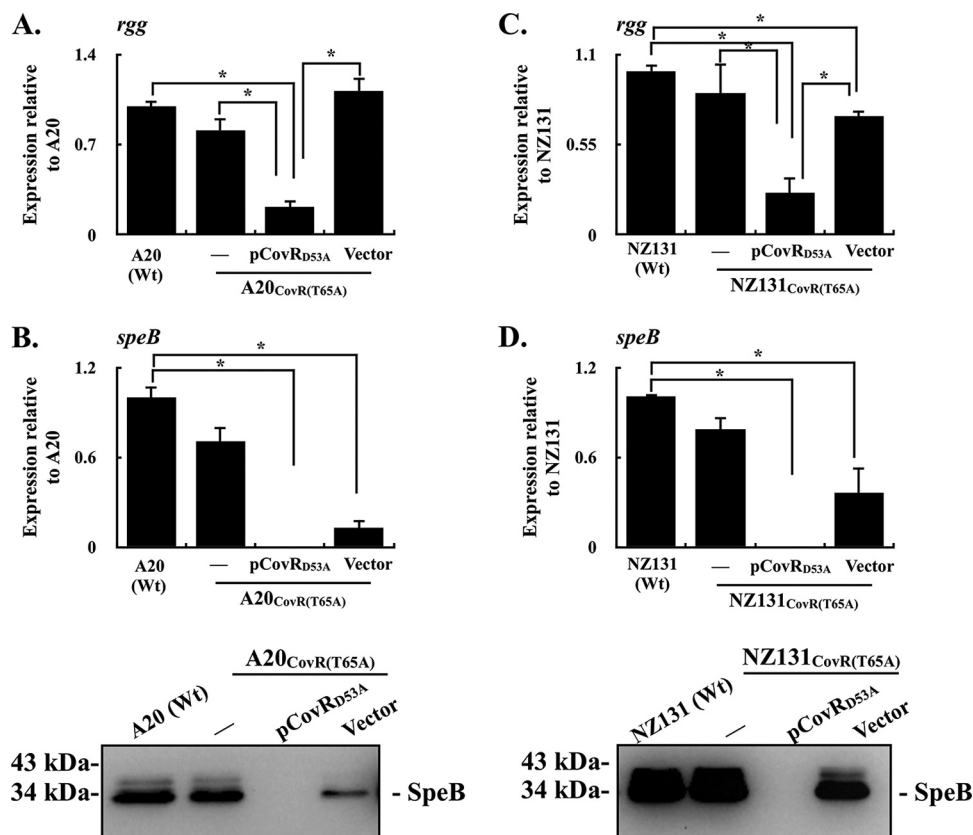 A.
rgg
Expression relative
to A20
1.4
0.7
0
* * *
A20
(Wt)
— pCovRD53A Vector
A20CovR(T65A)
C.
rgg
Expression relative
to NZ131
1.1
0.55
0
* * * *
NZ131
(Wt)
— pCovRD53A Vector
NZ131CovR(T65A)
B.
speB
Expression relative
to A20
1.2
0.6
0
* *
A20
(Wt)
— pCovRD53A Vector
A20CovR(T65A)
D.
speB
Expression relative
to NZ131
1.2
0.6
0
* *
NZ131
(Wt)
— pCovRD53A Vector
NZ131CovR(T65A)
A20CovR(T65A)
A20 (Wt) — pCovRD53A Vector
43 kDa-
34 kDa- - SpeB
NZ131CovR(T65A)
NZ131 (Wt) — pCovRD53A Vector
43 kDa-
34 kDa- - SpeB